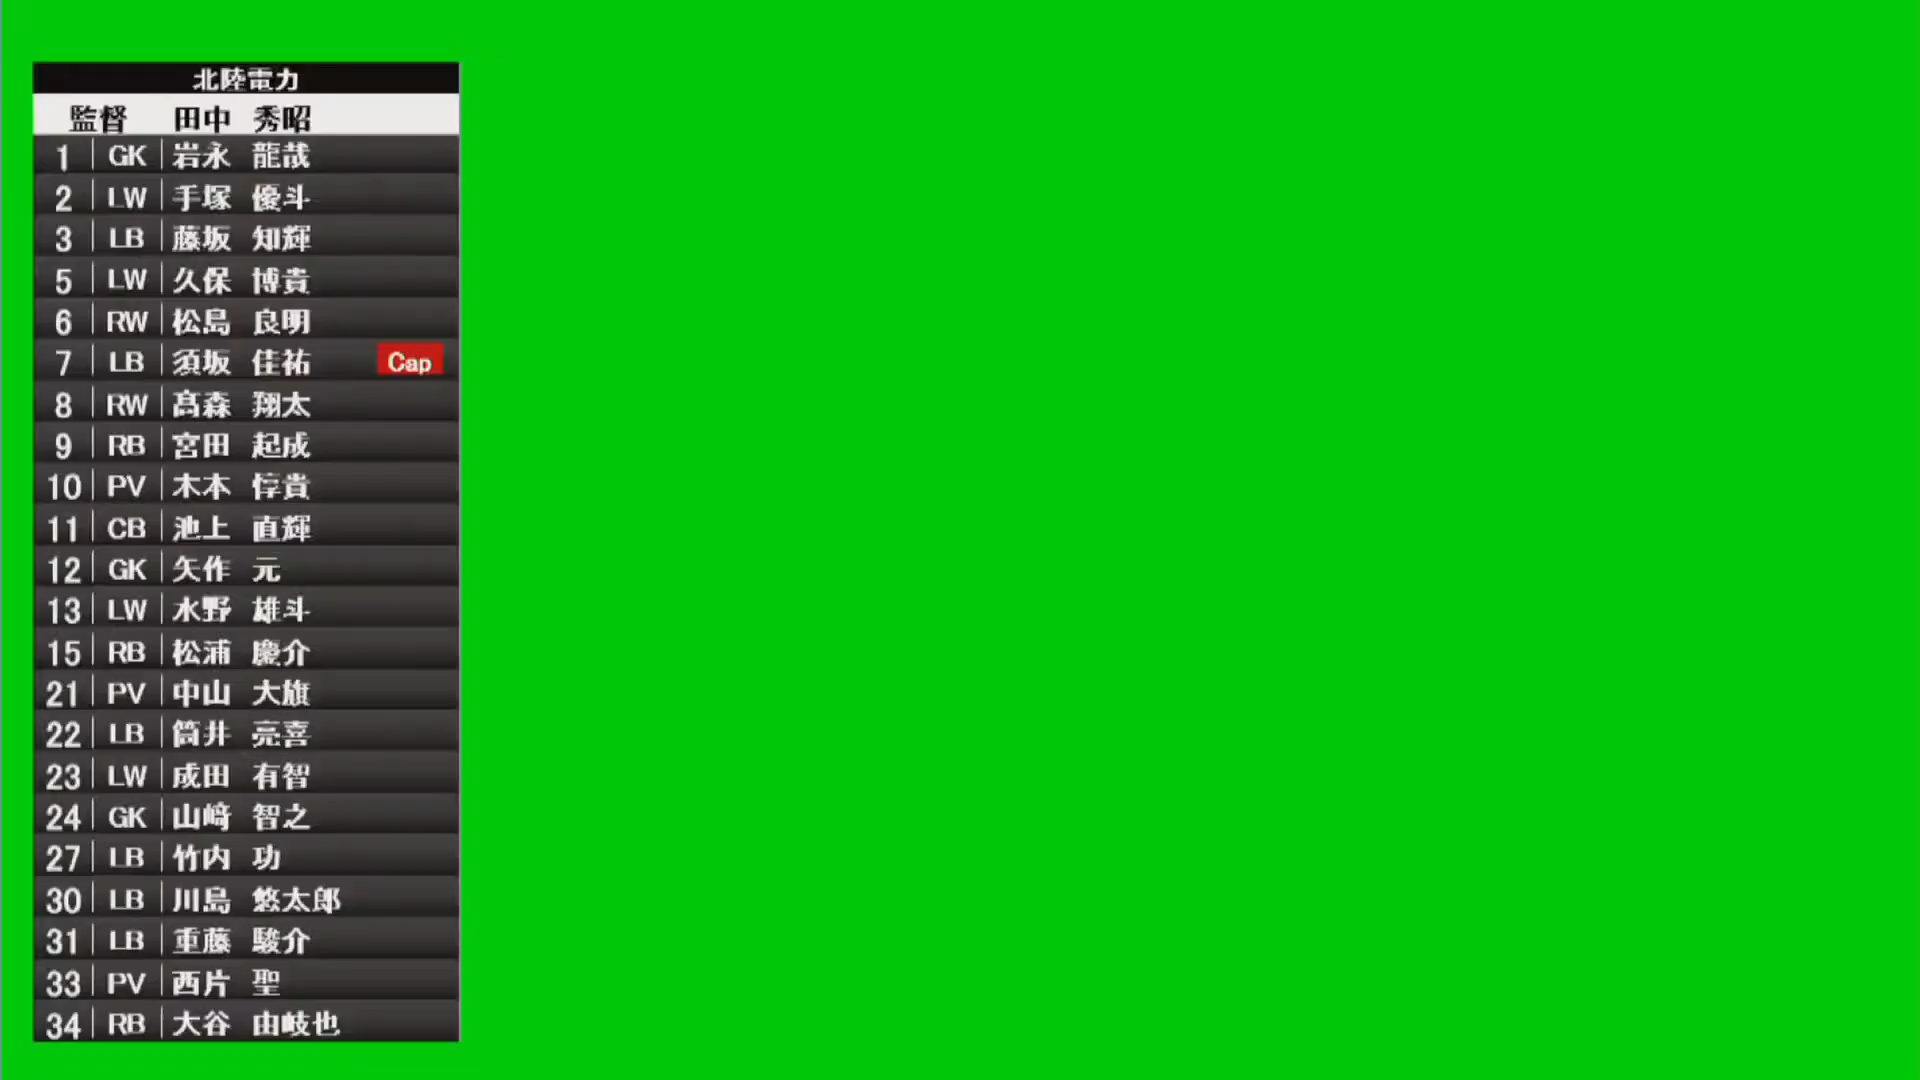 北陸電力
監督 田中 秀昭
1 GK 岩永 龍哉
2 LW 手塚 優斗
3 LB 藤坂 知輝
5 LW 久保 博貴
6 RW 松島 良明
7 LB 須坂 佳祐 Cap
8 RW 髙森 翔太
9 RB 宮田 起成
10 PV 木本 惇貴
11 CB 池上 直輝
12 GK 矢作 元
13 LW 水野 雄斗
15 RB 松浦 慶介
21 PV 中山 大旗
22 LB 筒井 亮喜
23 LW 成田 有智
24 GK 山﨑 智之
27 LB 竹内 功
30 LB 川島 悠太郎
31 LB 重藤 駿介
33 PV 西片 聖
34 RB 大谷 由岐也